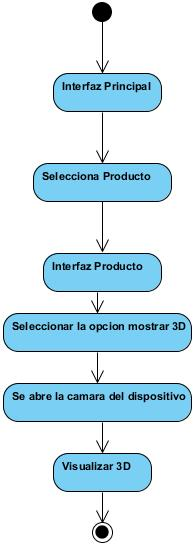 Interfaz Principal
Selecciona Producto
Interfaz Producto
Seleccionar la opcion mostrar 3D
Se abre la camara del dispositivo
Visualizar 3D